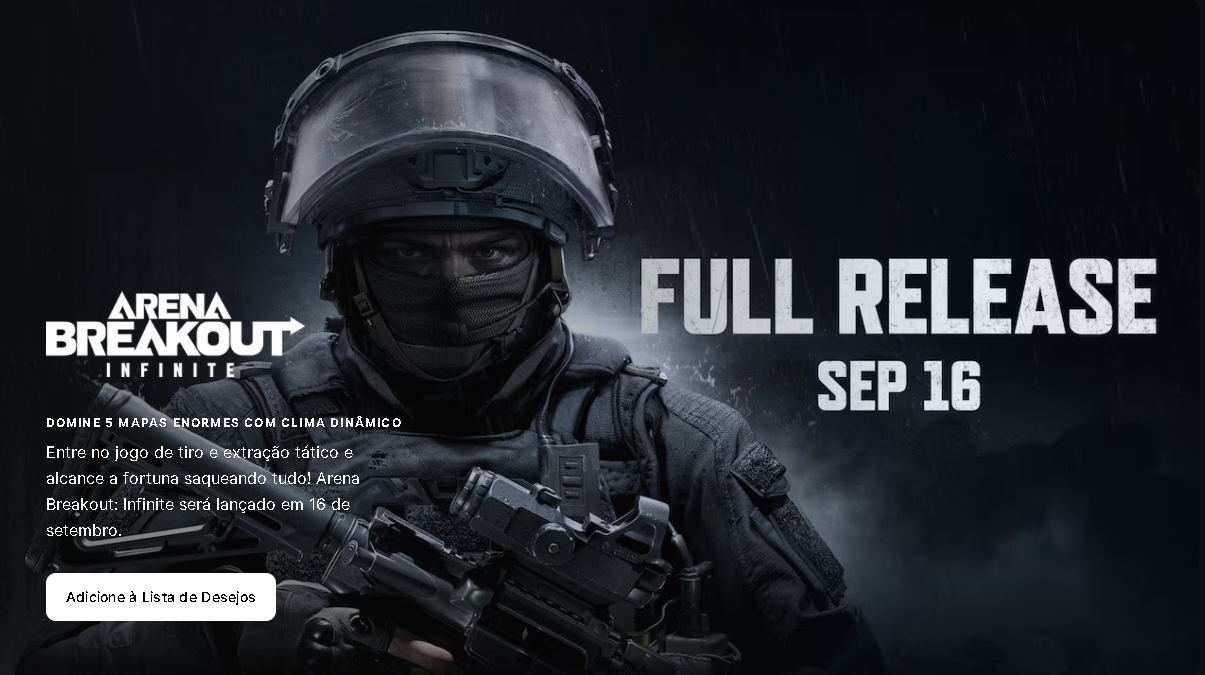 ARENA
BREAKOUT
INFINITE
FULL RELEASE
SEP 16
DOMINE 5 MAPAS ENORMES COM CLIMA DINÂMICO
Entre no jogo de tiro e extração tático e
alcance a fortuna saqueando tudo! Arena
Breakout: Infinite será lançado em 16 de
setembro.
Adicione à Lista de Desejos